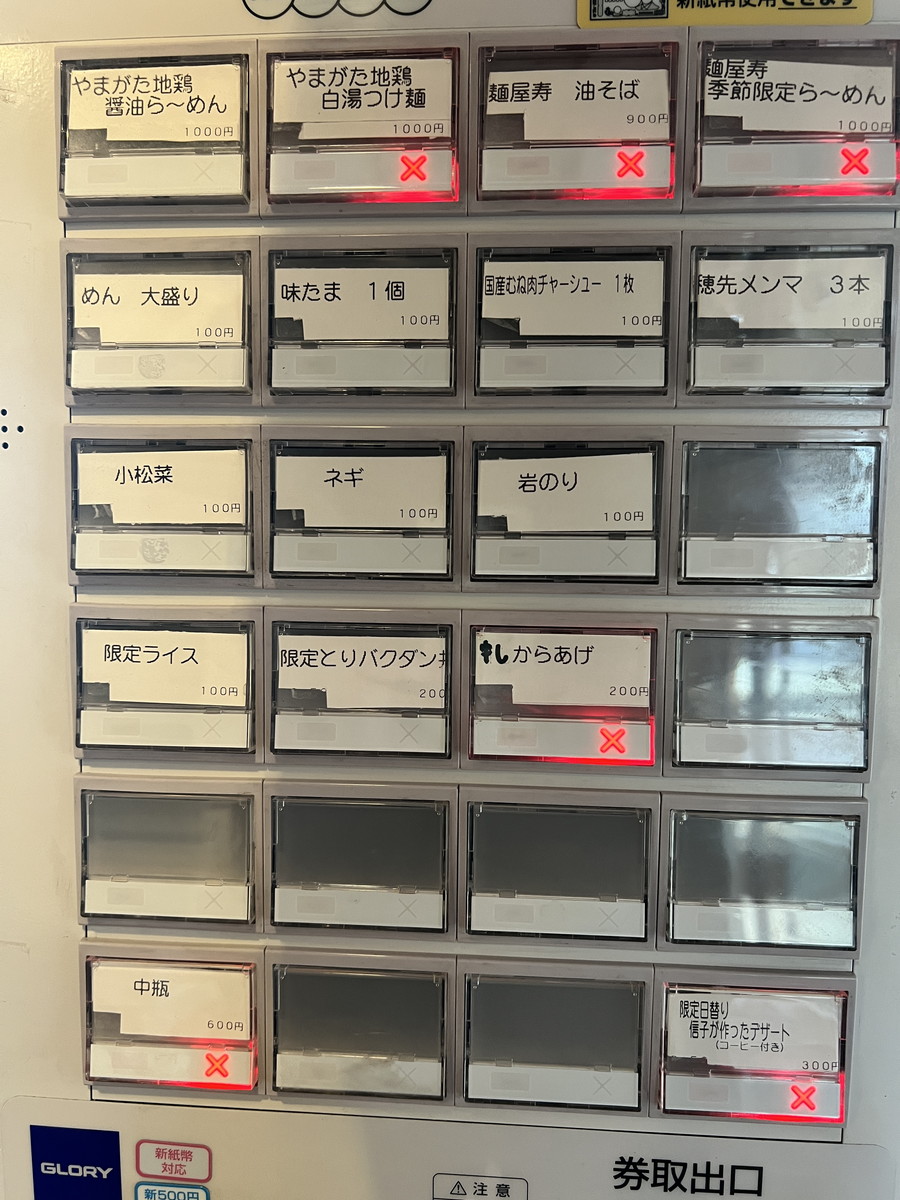 新紙幣使用できます
やまがた地鶏
醤油ら〜めん
1000円
やまがた地鶏
白湯つけ麺
1000円
麺屋寿 油そば
900円
麺屋寿
季節限定ら〜めん
1000円
めん 大盛り
100円
味たま 1個
100円
国産むね肉チャーシュー 1枚
100円
穂先メンマ 3本
100円
小松菜
100円
ネギ
100円
岩のり
100円
限定ライス
100円
限定とりバクダン
200
からあげ
200円
中瓶
600円
限定日替り
信子が作ったデザート
(コーヒー付き)
300円
GLORY
新紙幣
対応
新500円
注意
券取出口